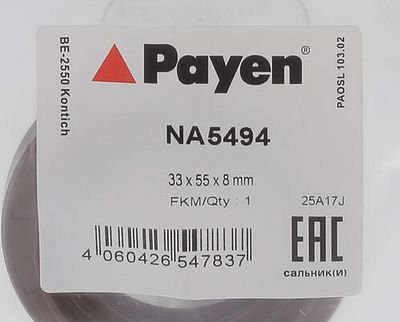 BE-2550 Kontich
Payen®
PAOSL 103.02
NA5494
33 x 55 x 8 mm
FKM/Qty : 1
25A17J
4 060426 547837
EAC
сальник(и)